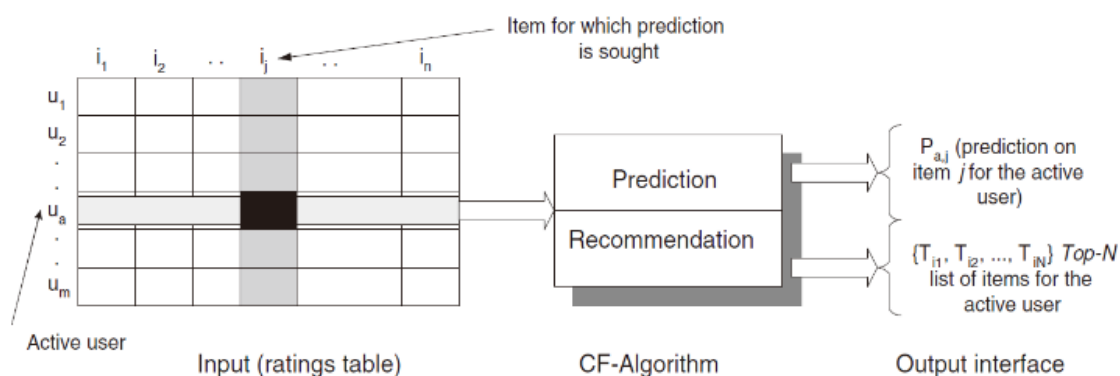 Item for which prediction
is sought
i1 i2 . . ij . . in
u1
u2
.
.
ua
.
.
um
Active user
Input (ratings table)
Prediction
Recommendation
CF-Algorithm
Pa,j (prediction on
item j for the active
user)
{Ti1, Ti2, ..., TiN} Top-N
list of items for the
active user
Output interface